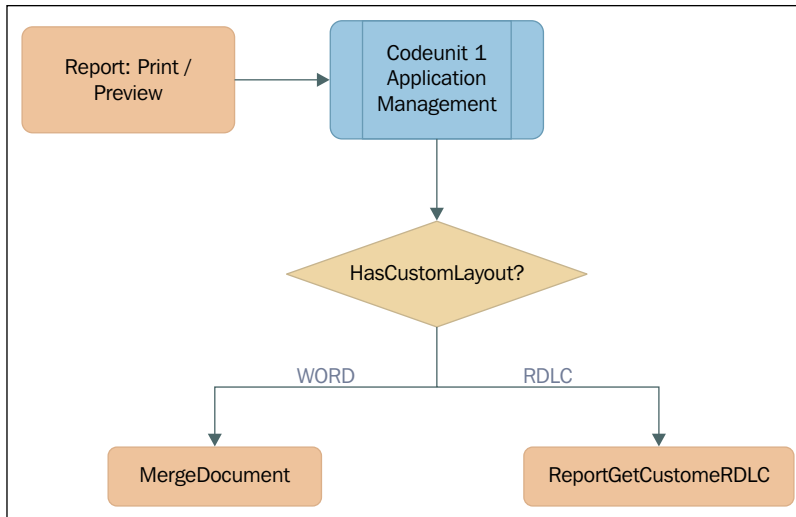 Report: Print /
Preview
Codeunit 1
Application
Management
HasCustomLayout?
WORD
RDLC
MergeDocument
ReportGetCustomeRDLC